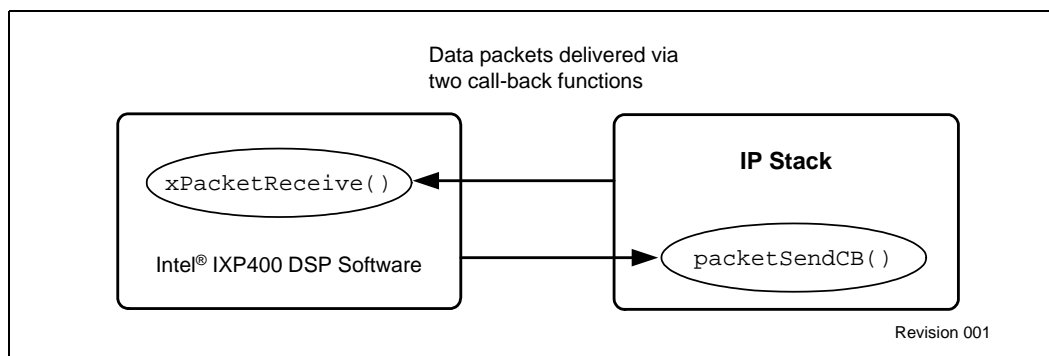 Data packets delivered via
two call-back functions
IP Stack
xPacketReceive()
Intel® IXP400 DSP Software
packetSendCB()
Revision 001